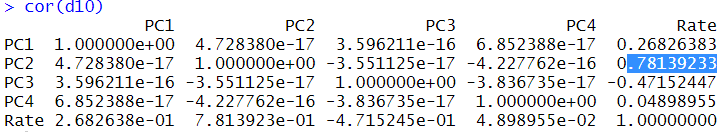 > cor(d10)
PC1 PC2 PC3 PC4 Rate
PC1 1.000000e+00 4.728380e-17 3.596211e-16 6.852388e-17 0.26826383
PC2 4.728380e-17 1.000000e+00 -3.551125e-17 -4.227762e-16 0.78139233
PC3 3.596211e-16 -3.551125e-17 1.000000e+00 -3.836735e-17 -0.47152447
PC4 6.852388e-17 -4.227762e-16 -3.836735e-17 1.000000e+00 0.04898955
Rate 2.682638e-01 7.813923e-01 -4.715245e-01 4.898955e-02 1.00000000